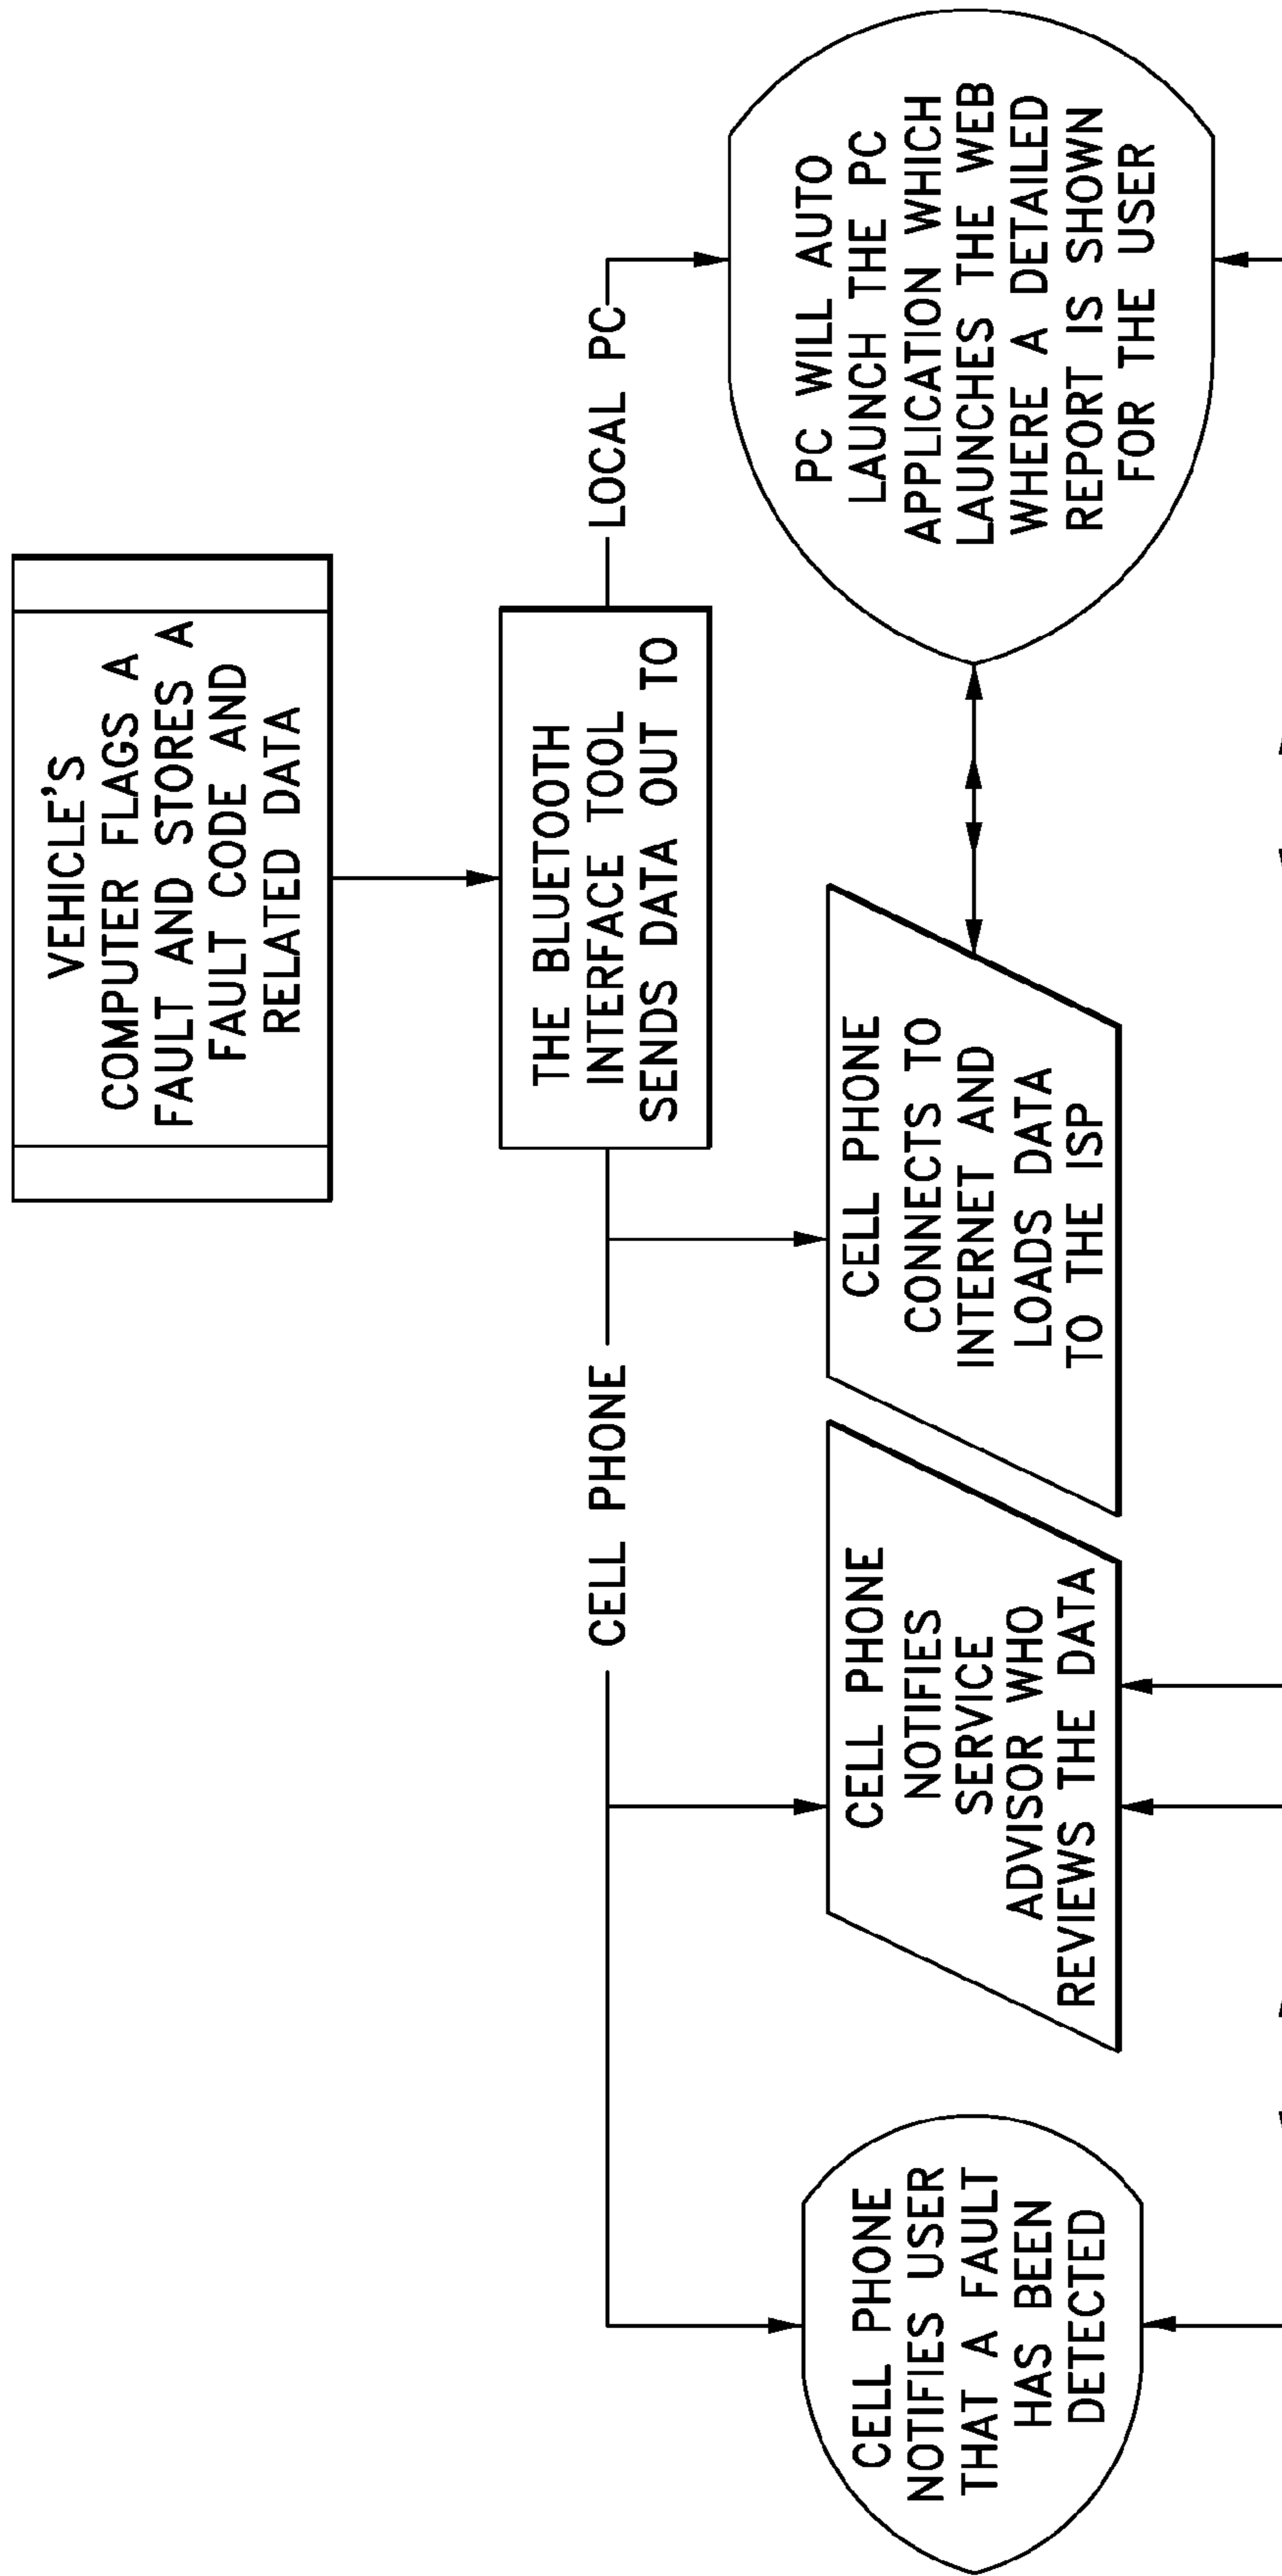 VEHICLE'S
COMPUTER FLAGS A
FAULT AND STORES A
FAULT CODE AND
RELATED DATA
THE BLUETOOTH
INTERFACE TOOL
SENDS DATA OUT TO
CELL PHONE
LOCAL PC
CELL PHONE
NOTIFIES USER
THAT A FAULT
HAS BEEN
DETECTED
CELL PHONE
NOTIFIES
SERVICE
ADVISOR WHO
REVIEWS THE DATA
CELL PHONE
CONNECTS TO
INTERNET AND
LOADS DATA
TO THE ISP
PC WILL AUTO
LAUNCH THE PC
APPLICATION WHICH
LAUNCHES THE WEB
WHERE A DETAILED
REPORT IS SHOWN
FOR THE USER